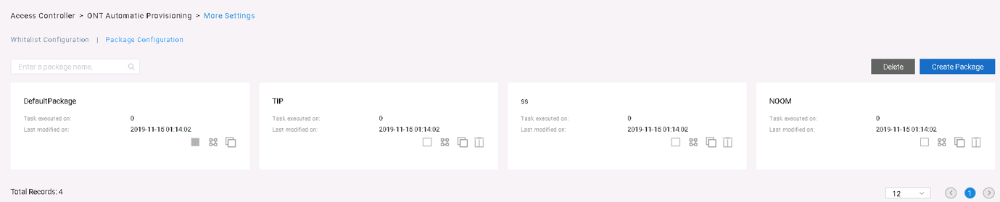 Access Controller > ONT Automatic Provisioning > More Settings
Whitelist Configuration | Package Configuration
Enter a package name. Delete Create Package
DefaultPackage TIP ss NOOM
Task executed on: 0 Task executed on: 0 Task executed on: 0 Task executed on: 0
Last modified on: 2019-11-15 01:14:02 Last modified on: 2019-11-15 01:14:02 Last modified on: 2019-11-15 01:14:02 Last modified on: 2019-11-15 01:14:02
Total Records: 4 12 1